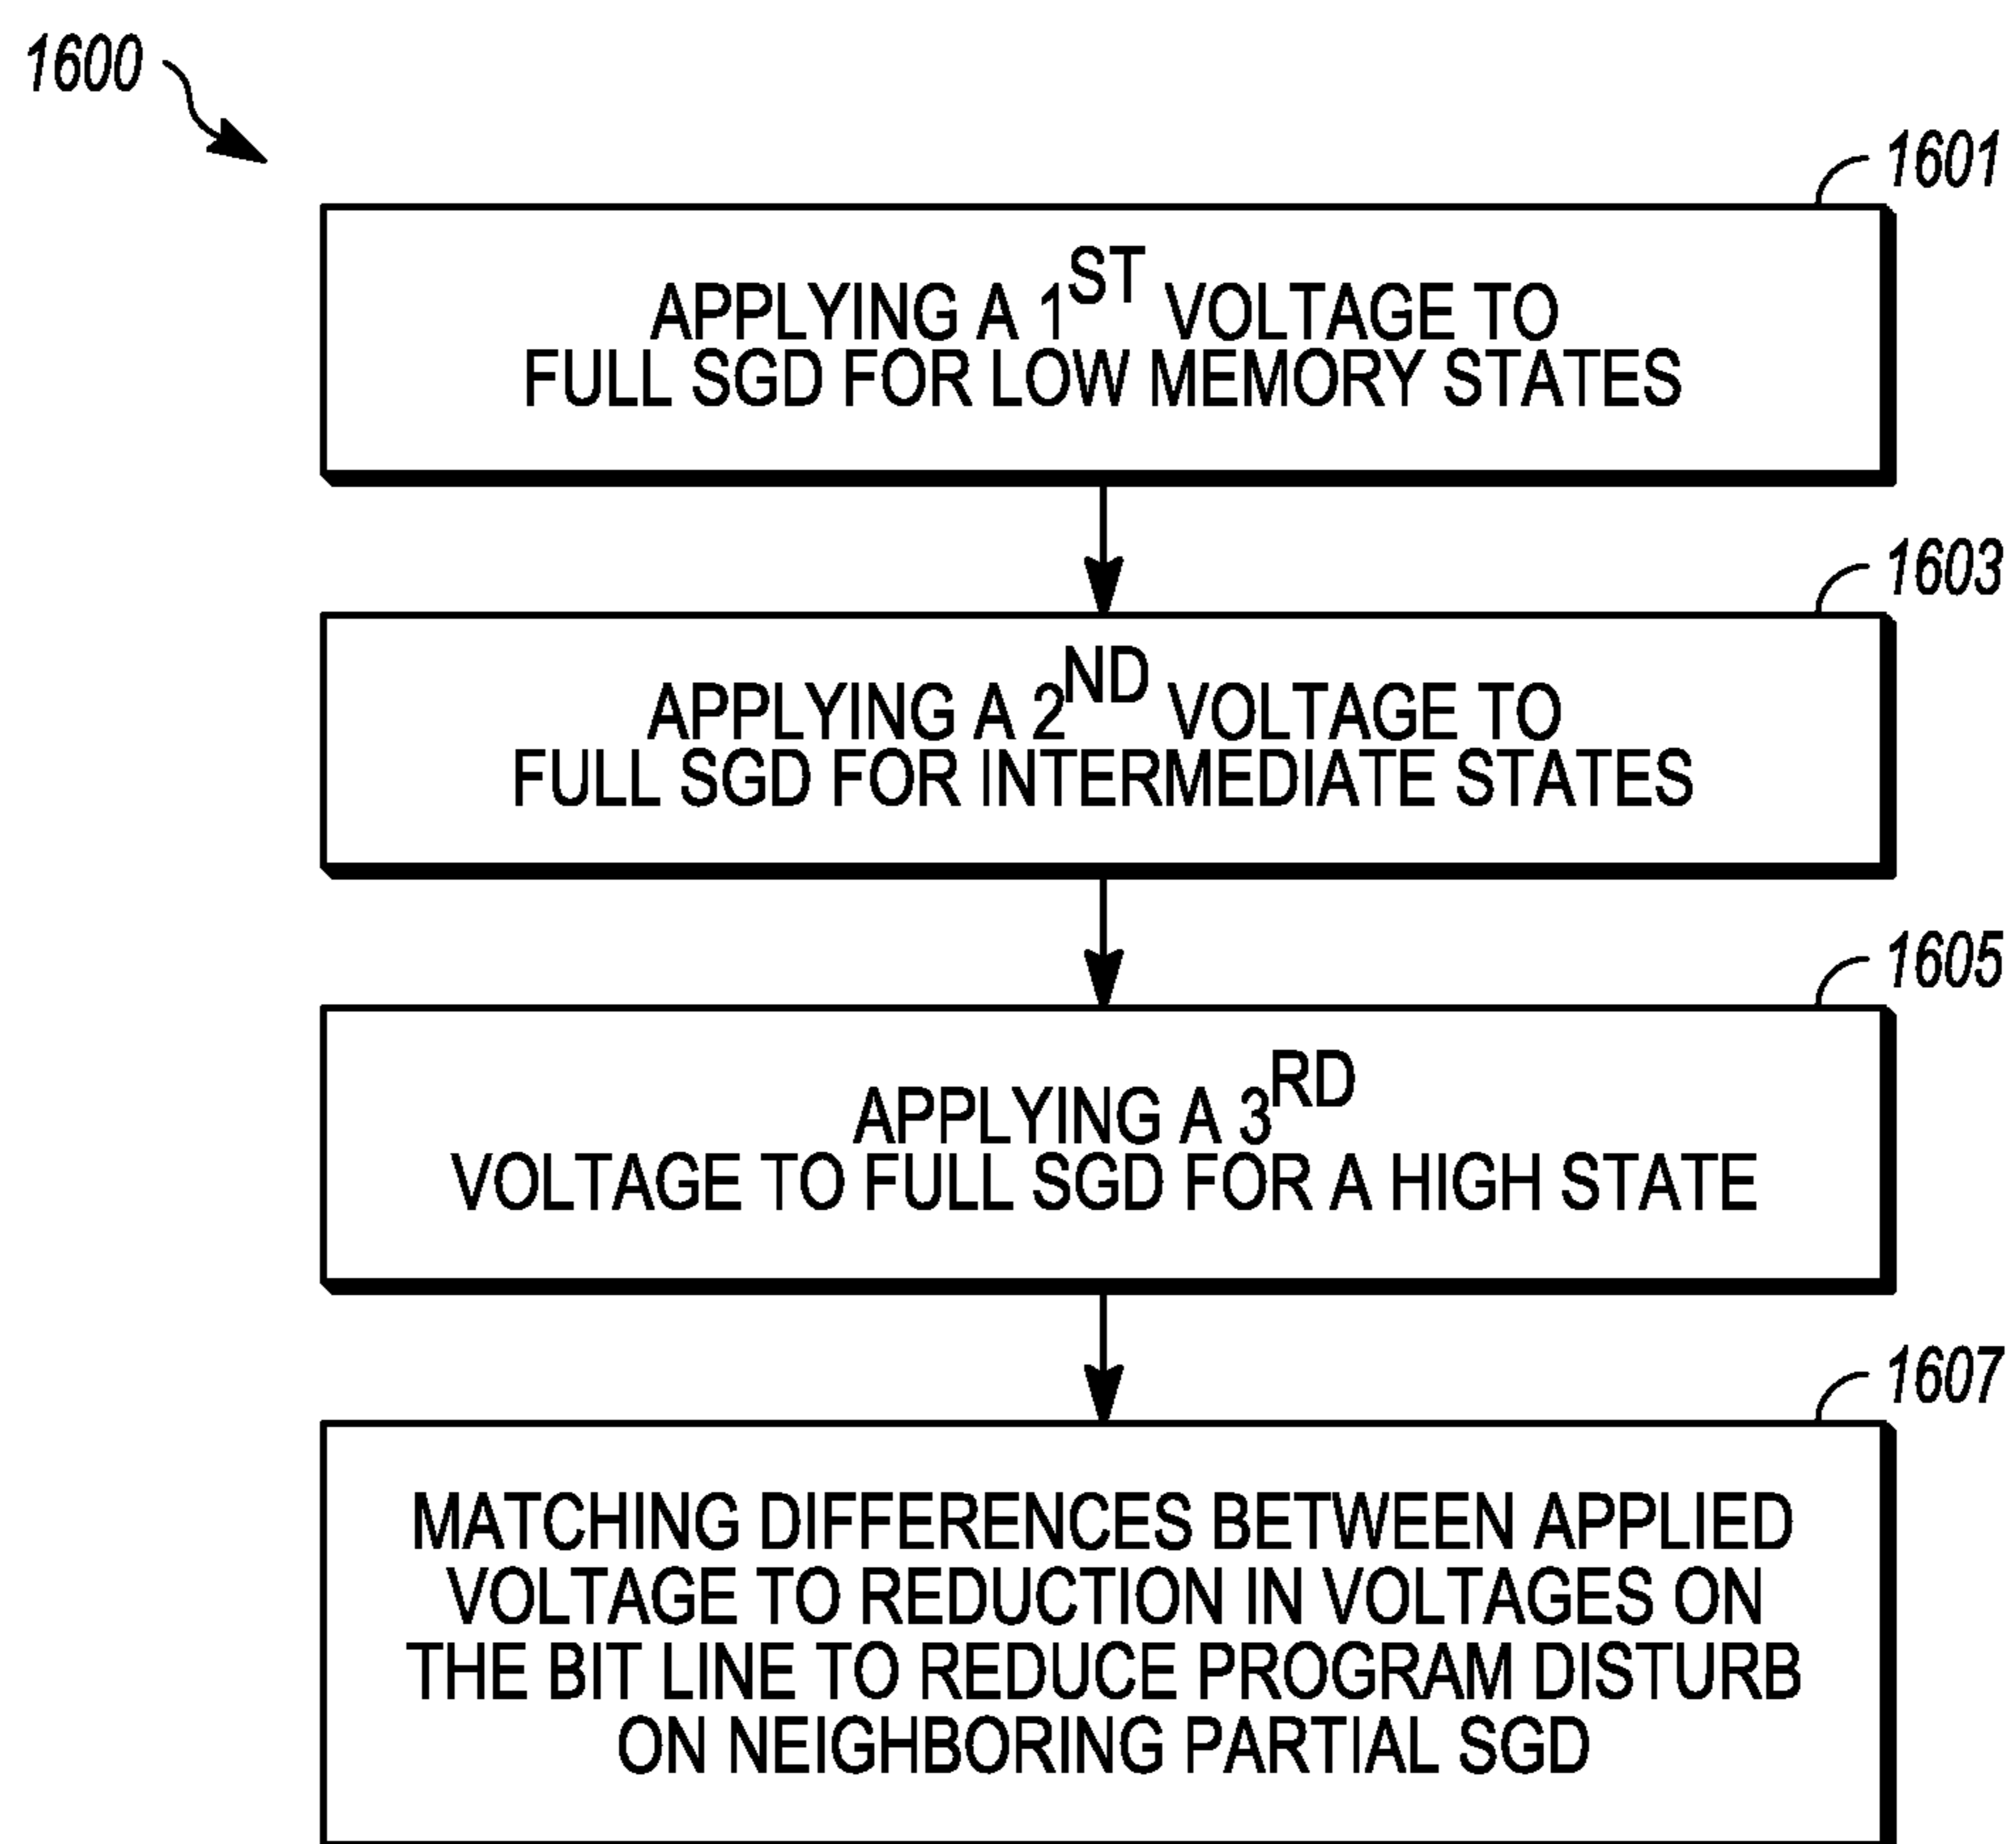 1600
1601
APPLYING A 1ST VOLTAGE TO
FULL SGD FOR LOW MEMORY STATES
1603
APPLYING A 2ND VOLTAGE TO
FULL SGD FOR INTERMEDIATE STATES
1605
APPLYING A 3RD
VOLTAGE TO FULL SGD FOR A HIGH STATE
1607
MATCHING DIFFERENCES BETWEEN APPLIED
VOLTAGE TO REDUCTION IN VOLTAGES ON
THE BIT LINE TO REDUCE PROGRAM DISTURB
ON NEIGHBORING PARTIAL SGD